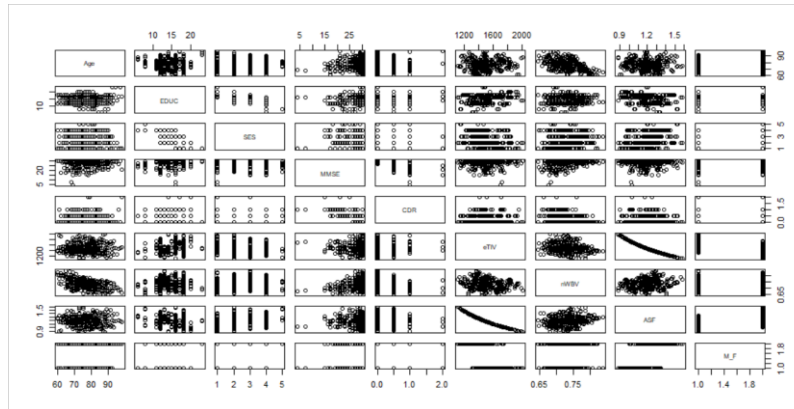 10 15 20
5 15 25
1200 1600 2000
0.9 1.2 1.5
Age
60 90
10
EDUC
SES
1 3 5
5 20
MMSE
CDR
0.0 1.5
1200
eTIV
nWBV
0.65
0.9 1.5
ASF
M_F
1.0 1.8
60 70 80 90
1 2 3 4 5
0.0 1.0 2.0
0.65 0.75
1.0 1.4 1.8